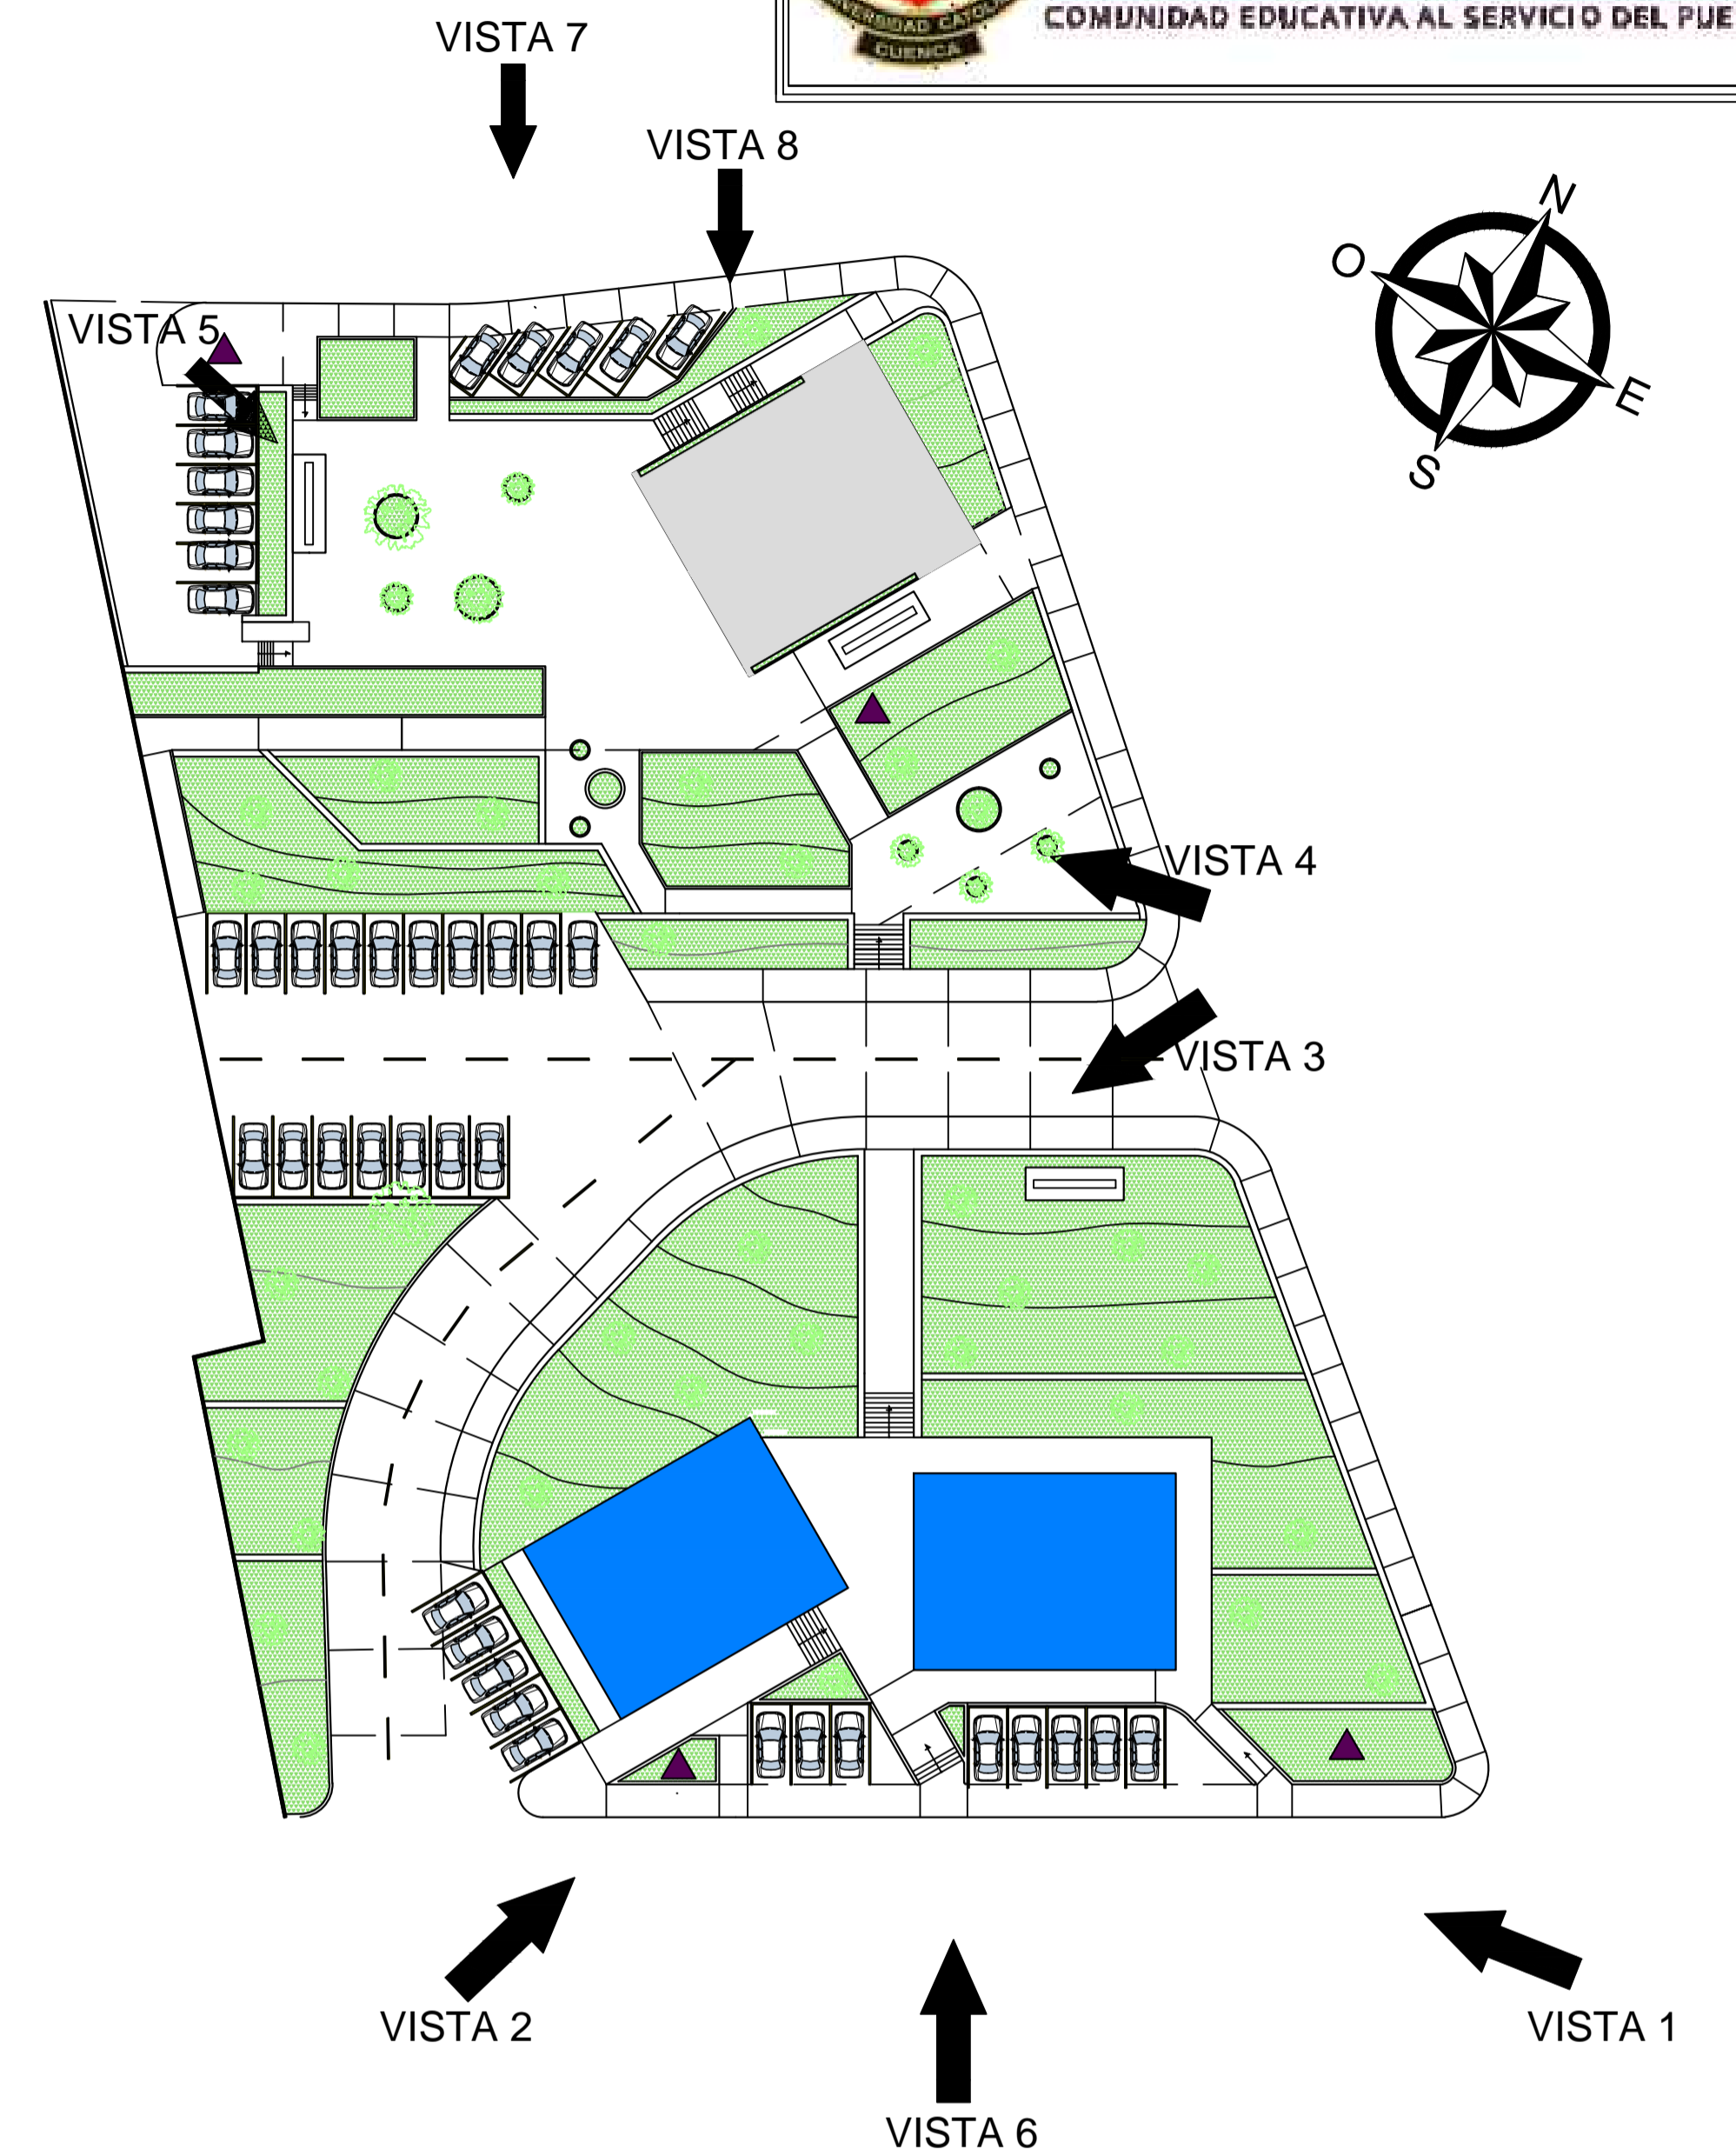 COMUNIDAD EDUCATIVA AL SERVICIO DEL PUE
CUENCA
VISTA 7
VISTA 8
N
O
E
S
VISTA 5
VISTA 4
VISTA 3
VISTA 2
VISTA 1
VISTA 6